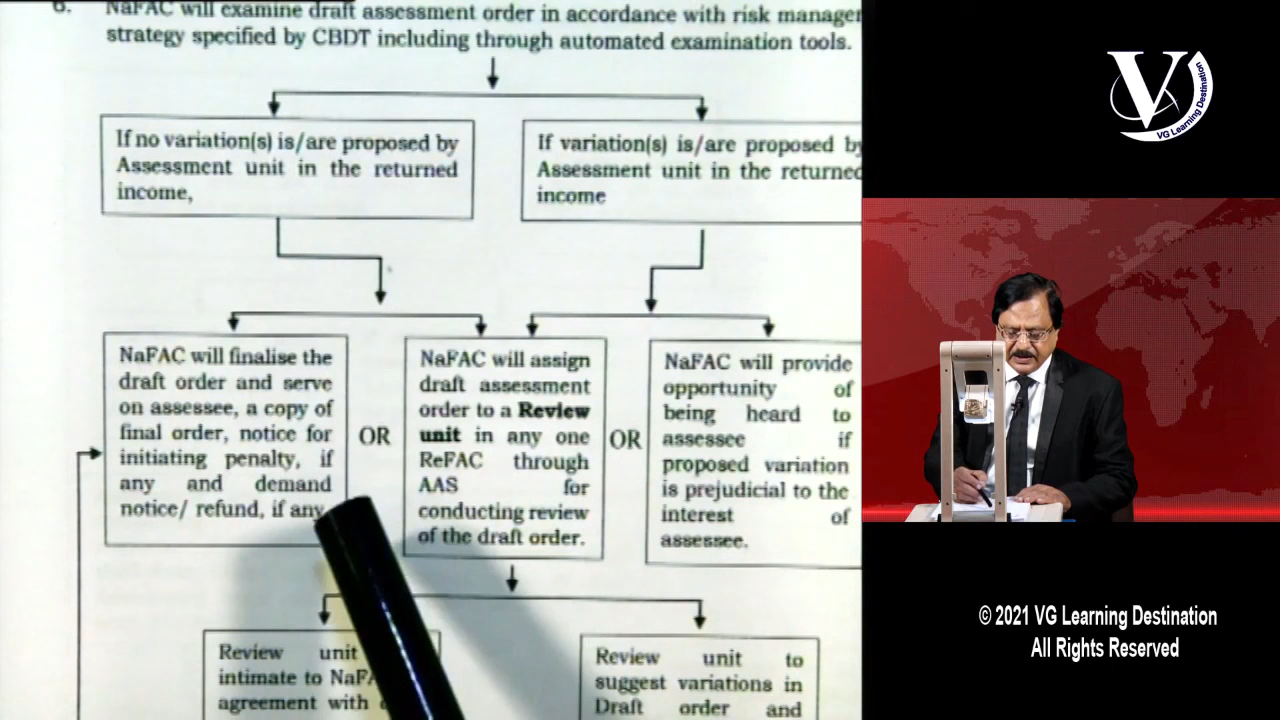 6. NaFAC will examine draft assessment order in accordance with risk
strategy specified by CBDT including through automated examination tools.
If no variation(s) is/are proposed by
Assessment unit in the returned
income,
If variation(s) is/are proposed by
Assessment unit in the returned
income
NaFAC will finalise the
draft order and serve
on assessee, a copy of
final order, notice for
initiating penalty, if
any and demand
notice/ refund, if any
OR
NaFAC will assign
draft assessment
order to a Review
unit in any one
ReFAC through
AAS for
conducting review
of the draft order.
OR
NaFAC will provide
opportunity of
being heard to
assessee if
proposed variation
is prejudicial to the
interest of
assessee.
Review unit
intimate to
agreement with
Review unit to
suggest variations in
Draft order and
V
VG Learning Destination
© 2021 VG Learning Destination
All Rights Reserved